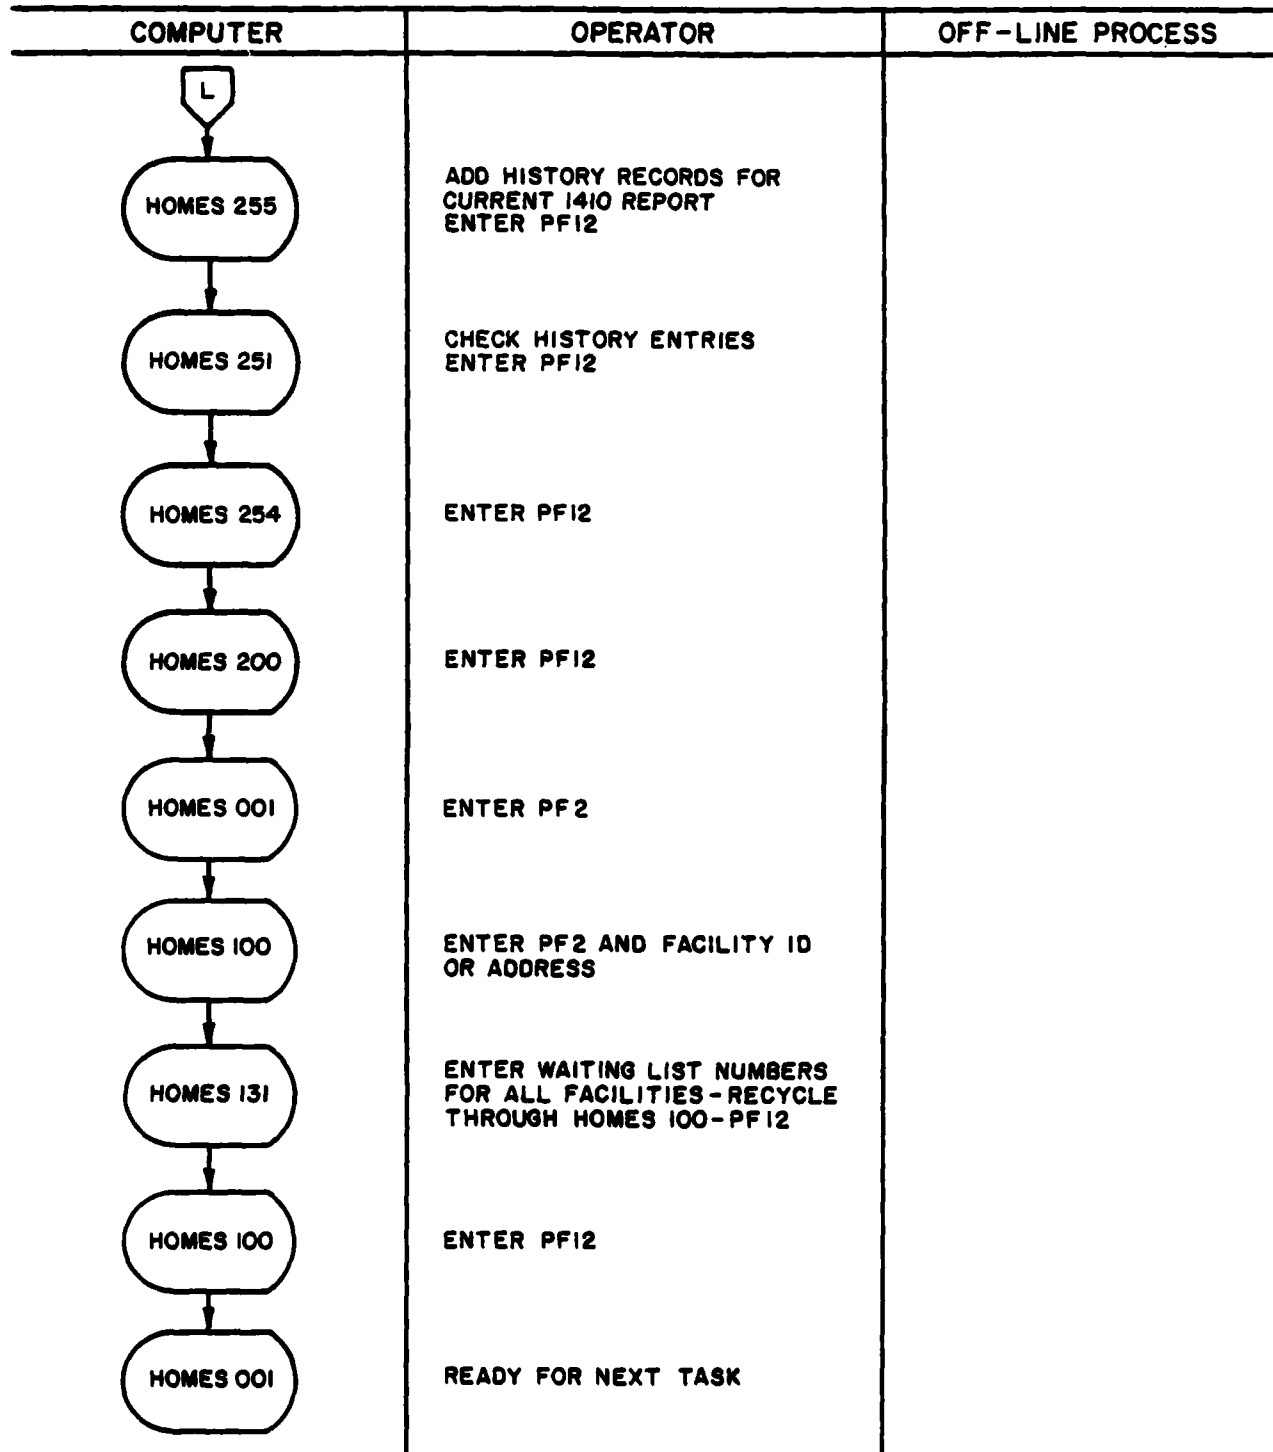 COMPUTER
OPERATOR
OFF-LINE PROCESS
L
HOMES 255
ADD HISTORY RECORDS FOR
CURRENT 1410 REPORT
ENTER PF12
HOMES 251
CHECK HISTORY ENTRIES
ENTER PF12
HOMES 254
ENTER PF12
HOMES 200
ENTER PF12
HOMES 001
ENTER PF2
HOMES 100
ENTER PF2 AND FACILITY ID
OR ADDRESS
HOMES 131
ENTER WAITING LIST NUMBERS
FOR ALL FACILITIES-RECYCLE
THROUGH HOMES 100-PF12
HOMES 100
ENTER PF12
HOMES 001
READY FOR NEXT TASK